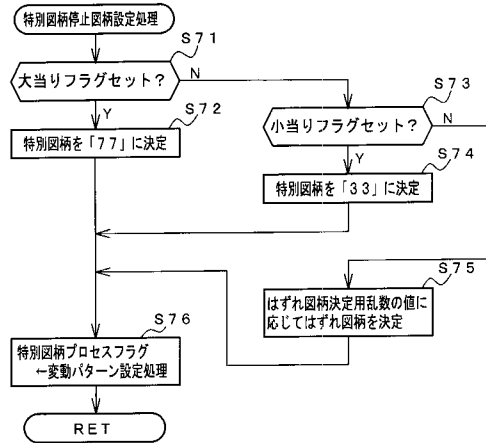 特別図柄停止図柄設定処理
S71
大当りフラグセット?
N
Y
S72
特別図柄を「77」に決定
S73
小当りフラグセット?
N
Y
S74
特別図柄を「33」に決定
S75
はずれ図柄決定用乱数の値に
応じてはずれ図柄を決定
S76
特別図柄プロセスフラグ
←変動パターン設定処理
RET